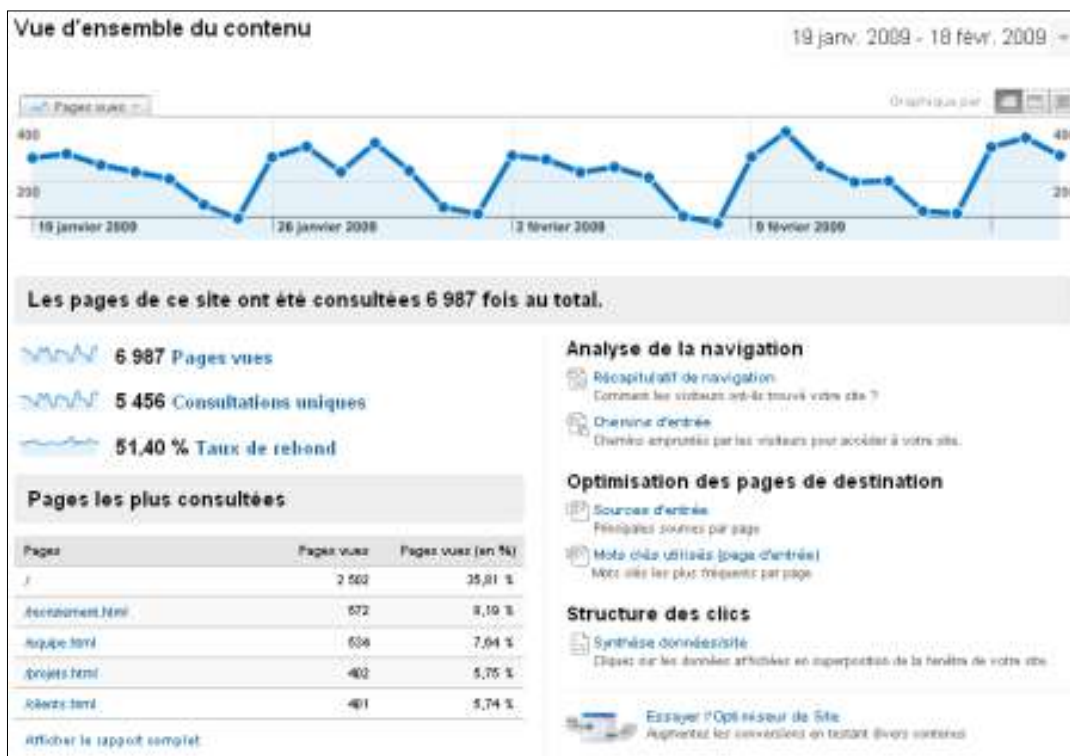 Vue d'ensemble du contenu
19 janv. 2009 - 18 févr. 2009
Pages vues
Graphique par
400
400
200
200
19 janvier 2009
26 janvier 2009
2 février 2009
9 février 2009
Les pages de ce site ont été consultées 6 987 fois au total.
6 987 Pages vues
5 456 Consultations uniques
51,40 % Taux de rebond
Pages les plus consultées
Pages Pages vues Pages vues (en %)
/ 2 502 35,81 %
/recrutement.html 572 8,19 %
/equipe.html 534 7,64 %
/projets.html 402 5,75 %
/clients.html 401 5,74 %
Afficher le rapport complet
Analyse de la navigation
Récapitulatif de navigation
Comment les visiteurs ont-ils trouvé votre site ?
Chemins d'entrée
Chemins empruntés par les visiteurs pour accéder à votre site.
Optimisation des pages de destination
Sources d'entrée
Principales sources par page
Mots clés utilisés (page d'entrée)
Mots clés les plus fréquents par page
Structure des clics
Synthèse données/site
Cliquez sur les données affichées en superposition de la fenêtre de votre site.
Essayer l'Optimiseur de Site
Augmentez les conversions en testant divers contenus